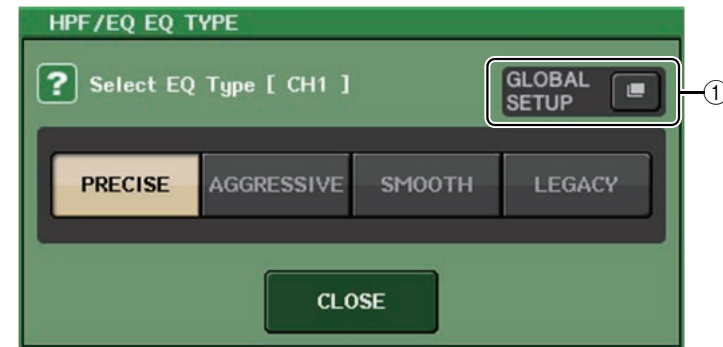 HPF/EQ EQ TYPE
? Select EQ Type [ CH1 ]
GLOBAL
SETUP
①
PRECISE
AGGRESSIVE
SMOOTH
LEGACY
CLOSE